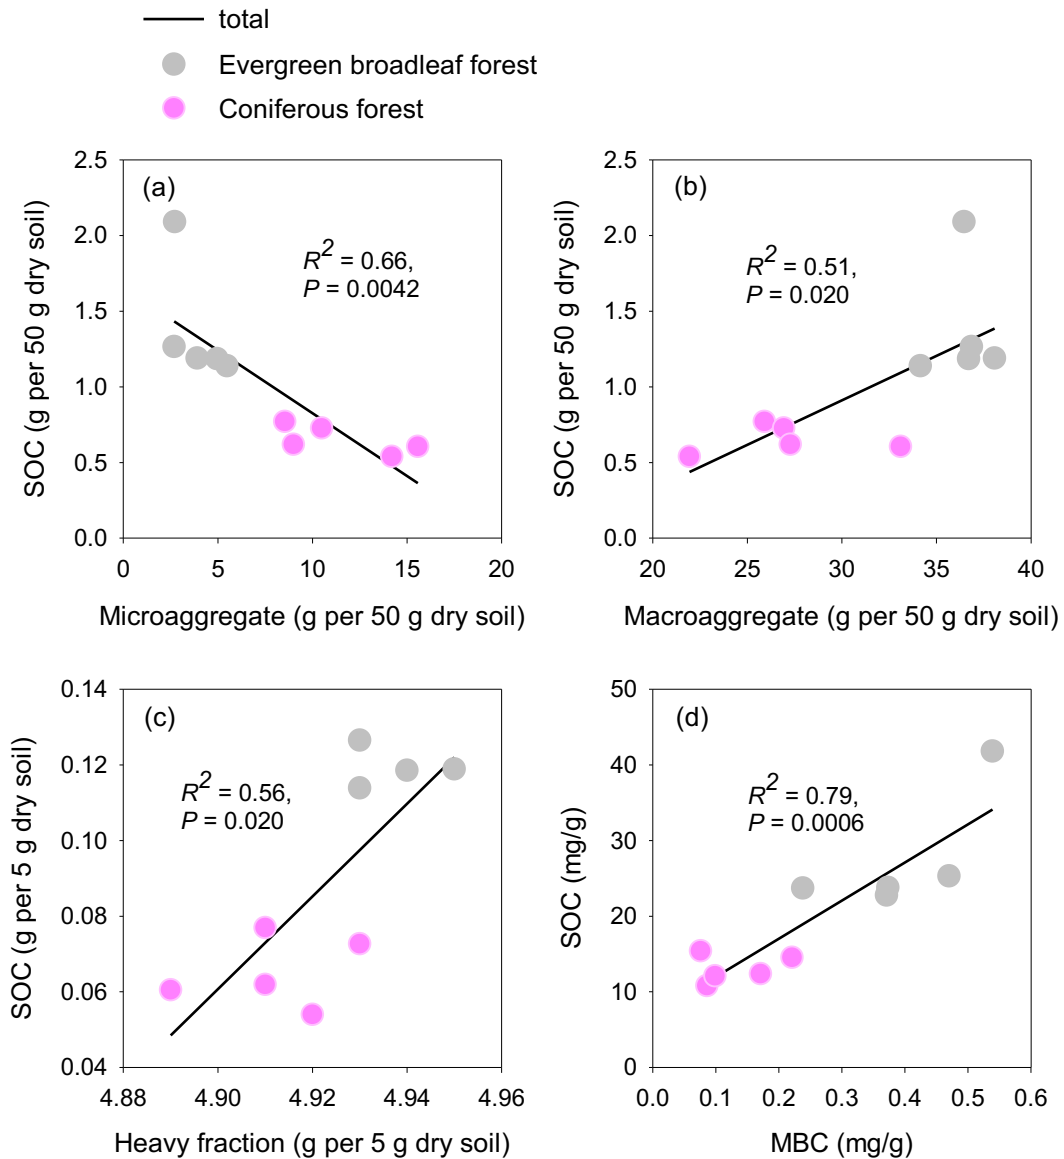 total
Evergreen broadleaf forest
Coniferous forest
(a)
R² = 0.66,
P = 0.0042
SOC (g per 50 g dry soil)
2.5
2.0
1.5
1.0
0.5
0.0
0 5 10 15 20
Microaggregate (g per 50 g dry soil)
(b)
R² = 0.51,
P = 0.020
SOC (g per 50 g dry soil)
2.5
2.0
1.5
1.0
0.5
0.0
20 25 30 35 40
Macroaggregate (g per 50 g dry soil)
(c)
R² = 0.56,
P = 0.020
SOC (g per 5 g dry soil)
0.14
0.12
0.10
0.08
0.06
0.04
4.88 4.90 4.92 4.94 4.96
Heavy fraction (g per 5 g dry soil)
(d)
R² = 0.79,
P = 0.0006
SOC (mg/g)
50
40
30
20
10
0
0.0 0.1 0.2 0.3 0.4 0.5 0.6
MBC (mg/g)